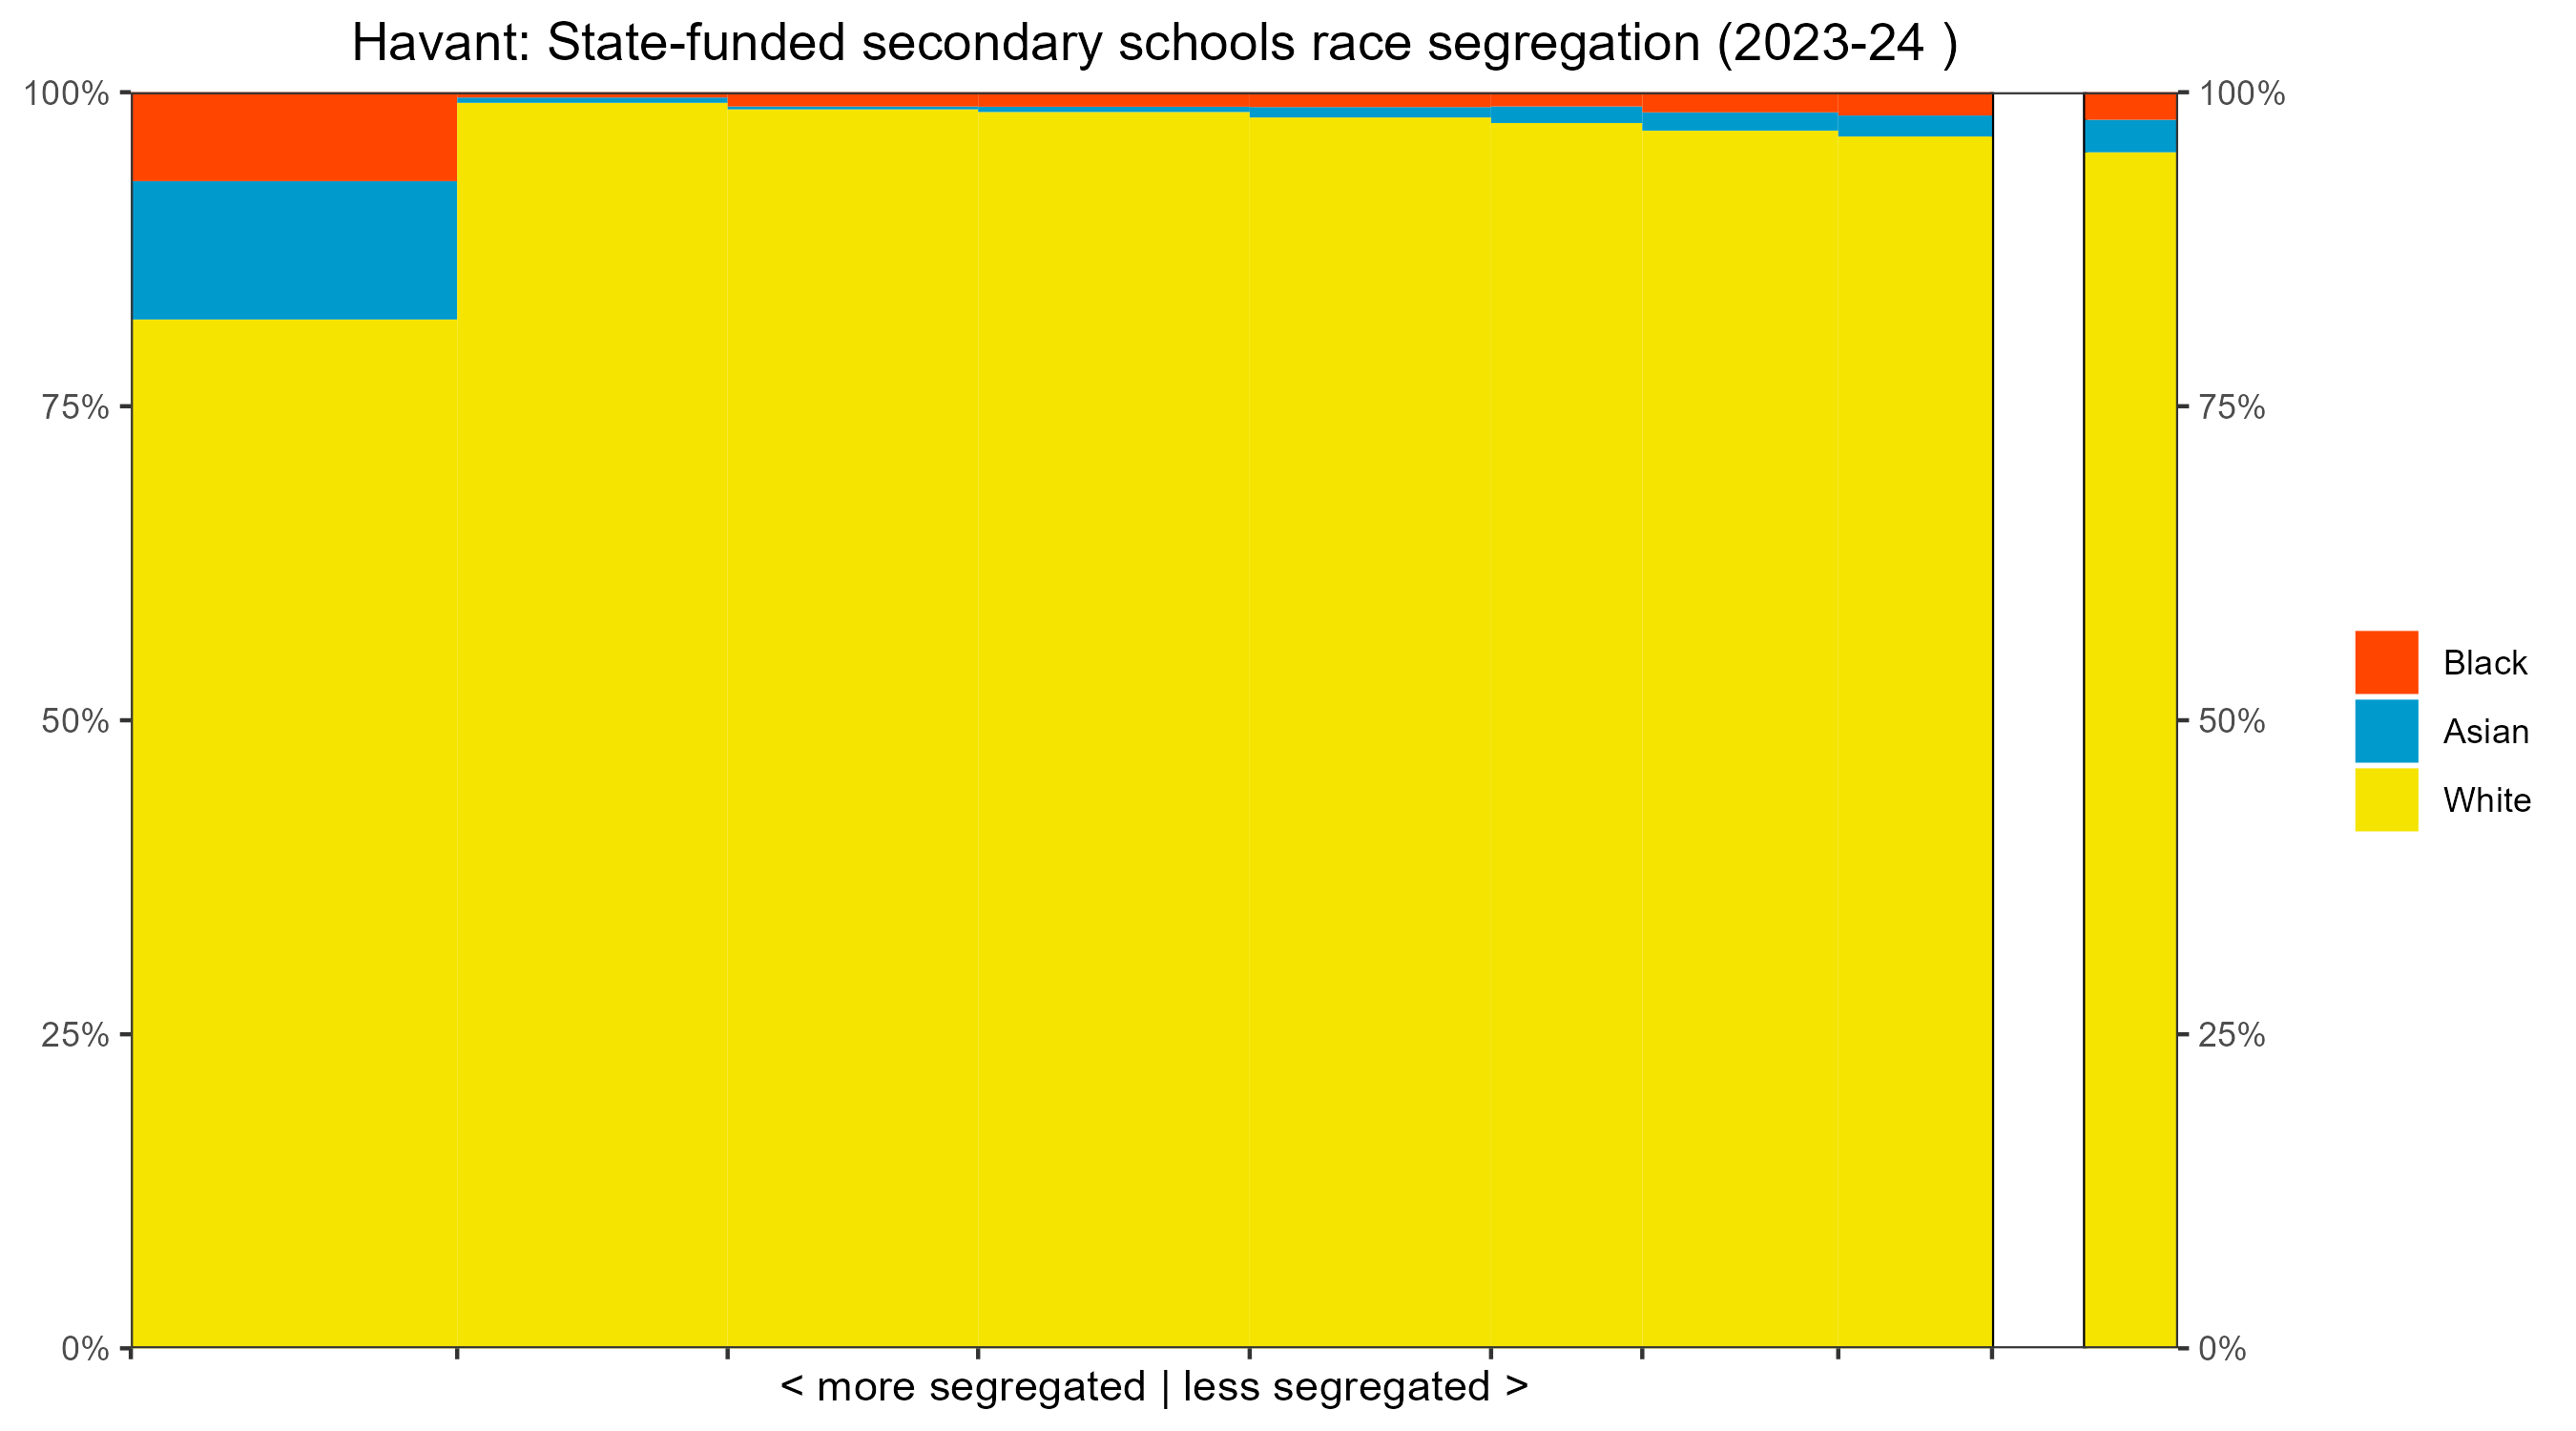 Havant: State-funded secondary schools race segregation (2023-24 )
100%
75%
50%
25%
0%
100%
75%
50%
25%
0%
Black
Asian
White
< more segregated | less segregated >